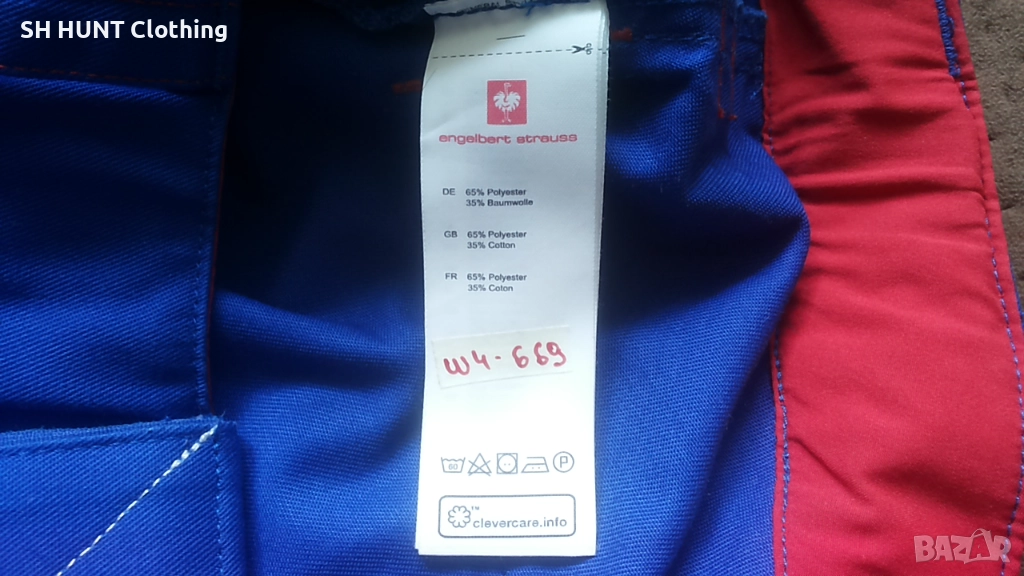 SH HUNT Clothing
engelbert strauss
DE 65% Polyester
35% Baumwolle
GB 65% Polyester
35% Cotton
FR 65% Polyester
35% Coton
W4-669
60 P
clevercare.info
BAZAR